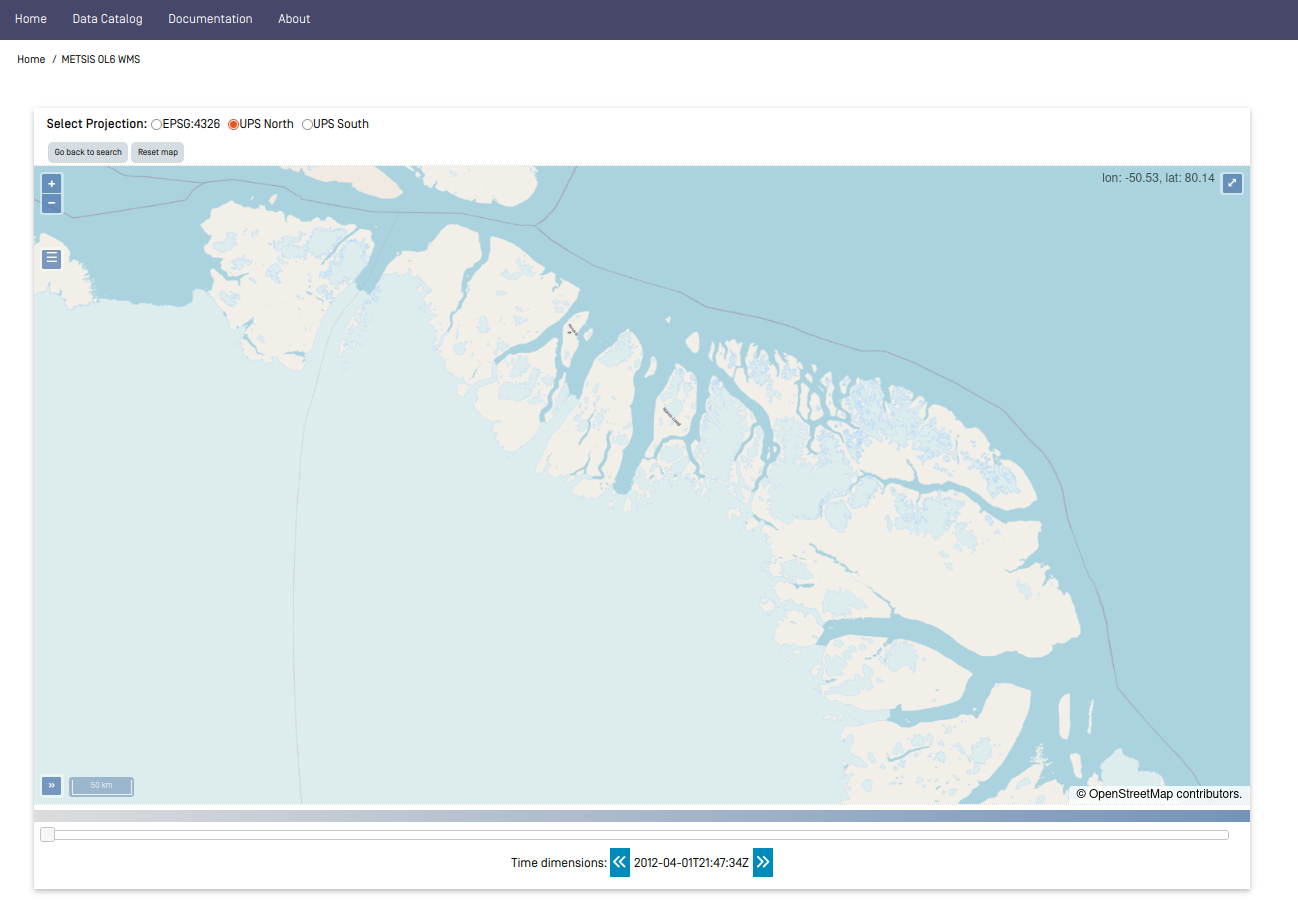 Home Data Catalog Documentation About
Home / METSIS OL6 WMS
Select Projection: EPSG:4326 UPS North UPS South
Go back to search Reset map
+ lon: -50.53, lat: 80.14
−
» 50 km
© OpenStreetMap contributors.
Time dimensions: « 2012-04-01T21:47:34Z »